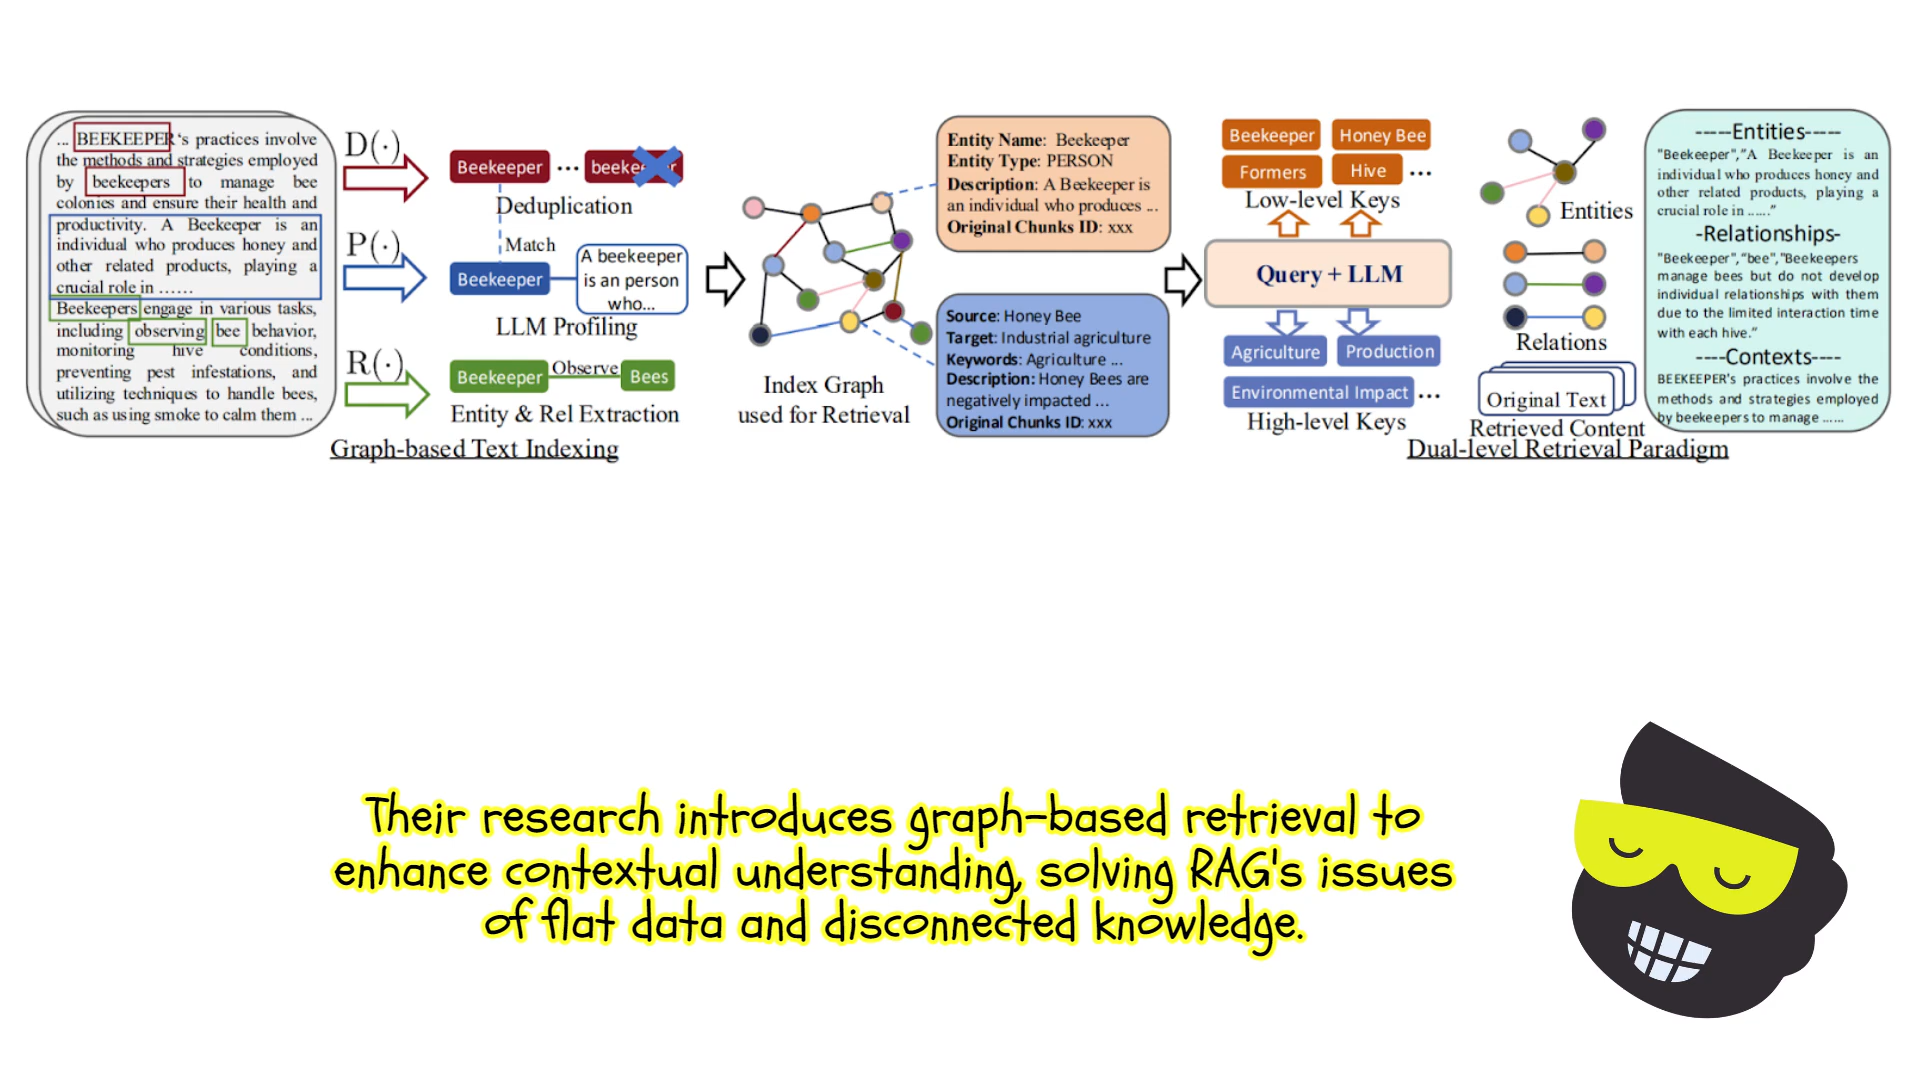 ... BEEKEEPER's practices involve
the methods and strategies employed
by beekeepers to manage bee
colonies and ensure their health and
productivity. A Beekeeper is an
individual who produces honey and
other related products, playing a
crucial role in ......
Beekeepers engage in various tasks,
including observing bee behavior,
monitoring hive conditions,
preventing pest infestations, and
utilizing techniques to handle bees,
such as using smoke to calm them ...
D(·)
P(·)
R(·)
Beekeeper ... beekeeper
Deduplication
Match
Beekeeper
A beekeeper
is an person
who...
LLM Profiling
Beekeeper Observe Bees
Entity & Rel Extraction
Graph-based Text Indexing
Index Graph
used for Retrieval
Entity Name: Beekeeper
Entity Type: PERSON
Description: A Beekeeper is
an individual who produces ...
Original Chunks ID: xxx
Source: Honey Bee
Target: Industrial agriculture
Keywords: Agriculture ...
Description: Honey Bees are
negatively impacted ...
Original Chunks ID: xxx
Beekeeper Honey Bee
Formers Hive ...
Low-level Keys
Query + LLM
Agriculture Production
Environmental Impact ...
High-level Keys
Entities
Relations
Original Text
Retrieved Content
Dual-level Retrieval Paradigm
-----Entities-----
"Beekeeper","A Beekeeper is an
individual who produces honey and
other related products, playing a
crucial role in ......"
-Relationships-
"Beekeeper","bee","Beekeepers
manage bees but do not develop
individual relationships with them
due to the limited interaction time
with each hive."
----Contexts----
BEEKEEPER's practices involve the
methods and strategies employed
by beekeepers to manage ......
Their research introduces graph-based retrieval to
enhance contextual understanding, solving RAG's issues
of flat data and disconnected knowledge.